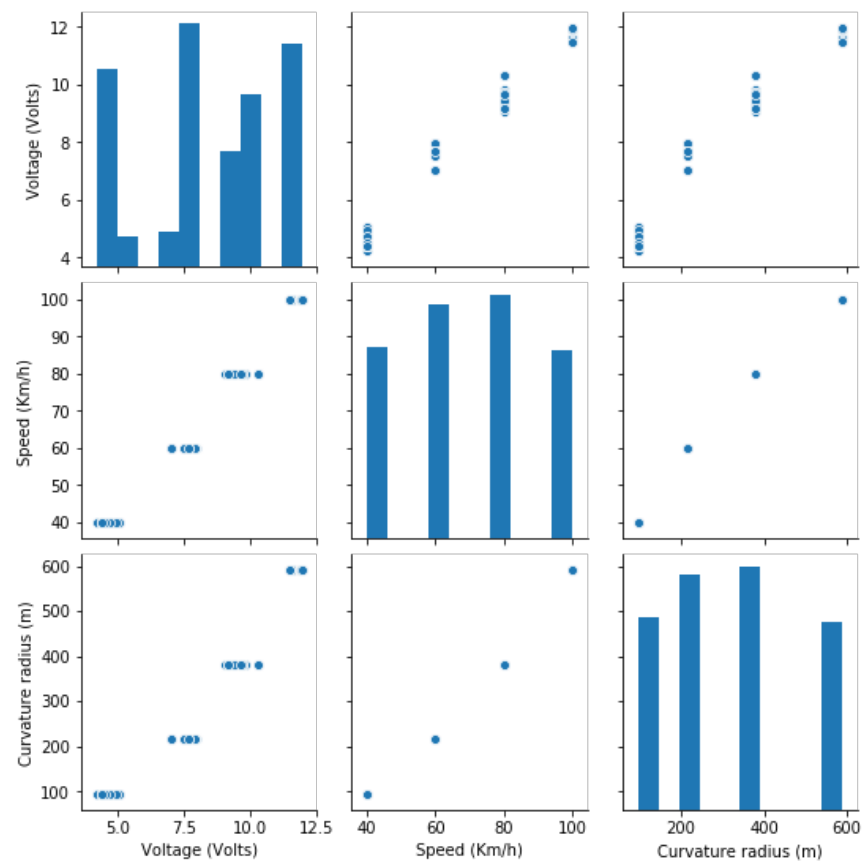 12
10
8
6
4
Voltage (Volts)
100
90
80
70
60
50
40
Speed (Km/h)
600
500
400
300
200
100
Curvature radius (m)
5.0 7.5 10.0 12.5
Voltage (Volts)
40 60 80 100
Speed (Km/h)
200 400 600
Curvature radius (m)